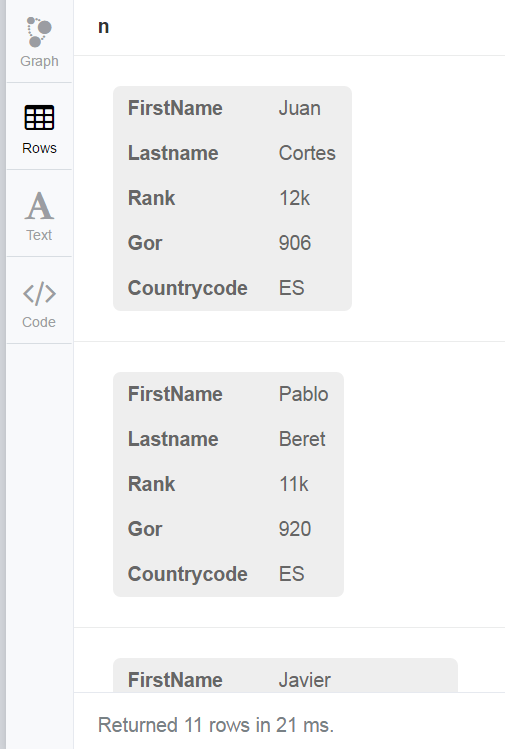 n
Graph
Rows
A
Text
</>
Code
FirstName Juan
Lastname Cortes
Rank 12k
Gor 906
Countrycode ES
FirstName Pablo
Lastname Beret
Rank 11k
Gor 920
Countrycode ES
FirstName Javier
Returned 11 rows in 21 ms.